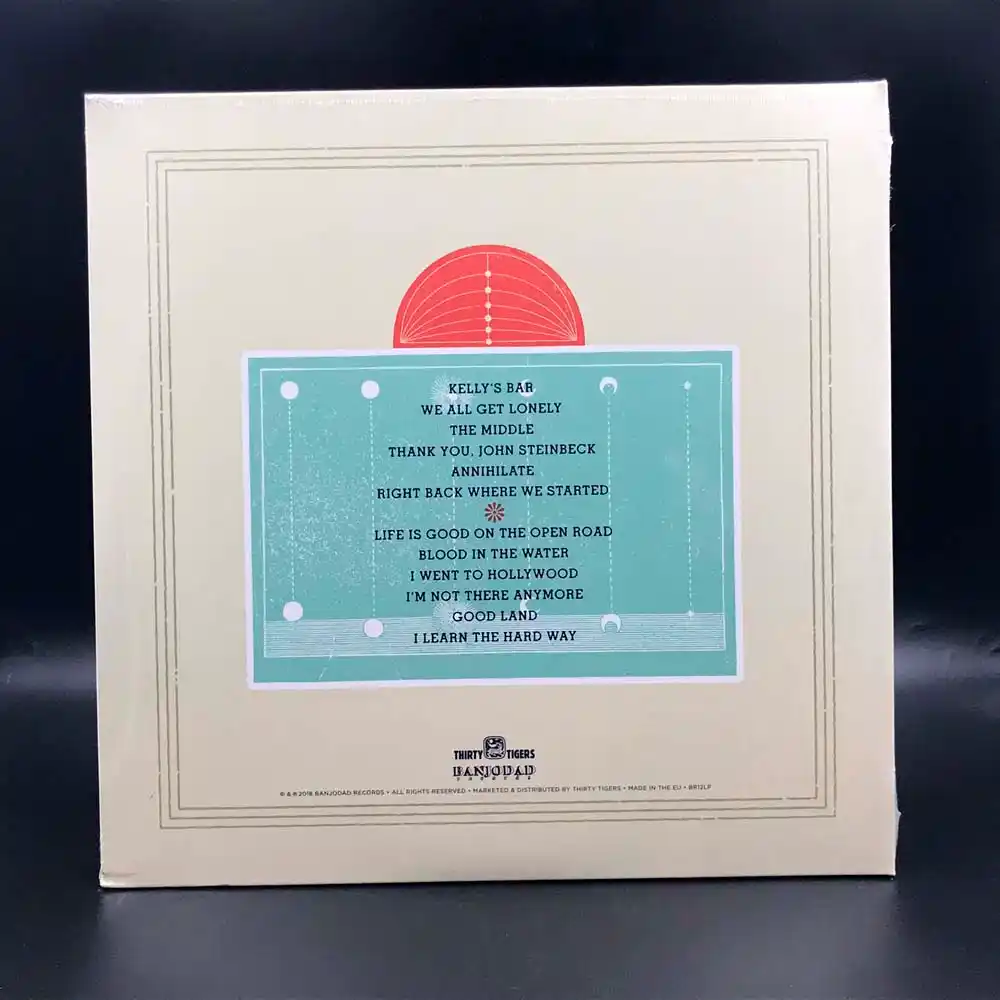 KELLY'S BAR
WE ALL GET LONELY
THE MIDDLE
THANK YOU, JOHN STEINBECK
ANNIHILATE
RIGHT BACK WHERE WE STARTED
LIFE IS GOOD ON THE OPEN ROAD
BLOOD IN THE WATER
I WENT TO HOLLYWOOD
I'M NOT THERE ANYMORE
GOOD LAND
I LEARN THE HARD WAY
THIRTY TIGERS
BANJODAD
RECORDS
© & ℗ 2018 BANJODAD RECORDS • ALL RIGHTS RESERVED • MARKETED & DISTRIBUTED BY THIRTY TIGERS • MADE IN THE EU • BR12LP